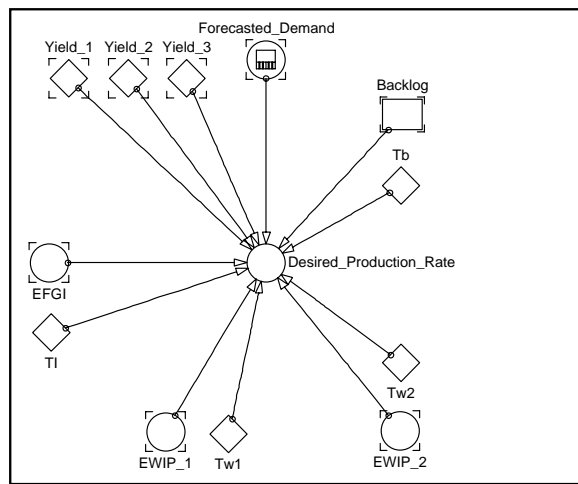 Forecasted_Demand
Yield_1
Yield_2
Yield_3
Backlog
Tb
Desired_Production_Rate
EFGI
TI
Tw2
EWIP_1
Tw1
EWIP_2